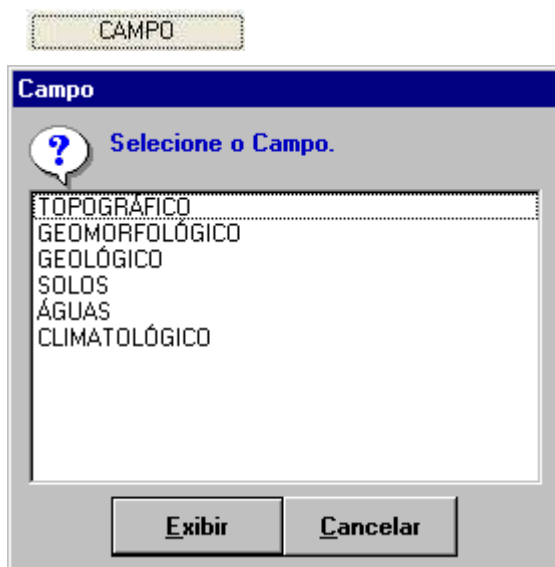 CAMPO
Campo
?
Selecione o Campo.
TOPOGRÁFICO
GEOMORFOLÓGICO
GEOLÓGICO
SOLOS
ÁGUAS
CLIMATOLÓGICO
Exibir Cancelar